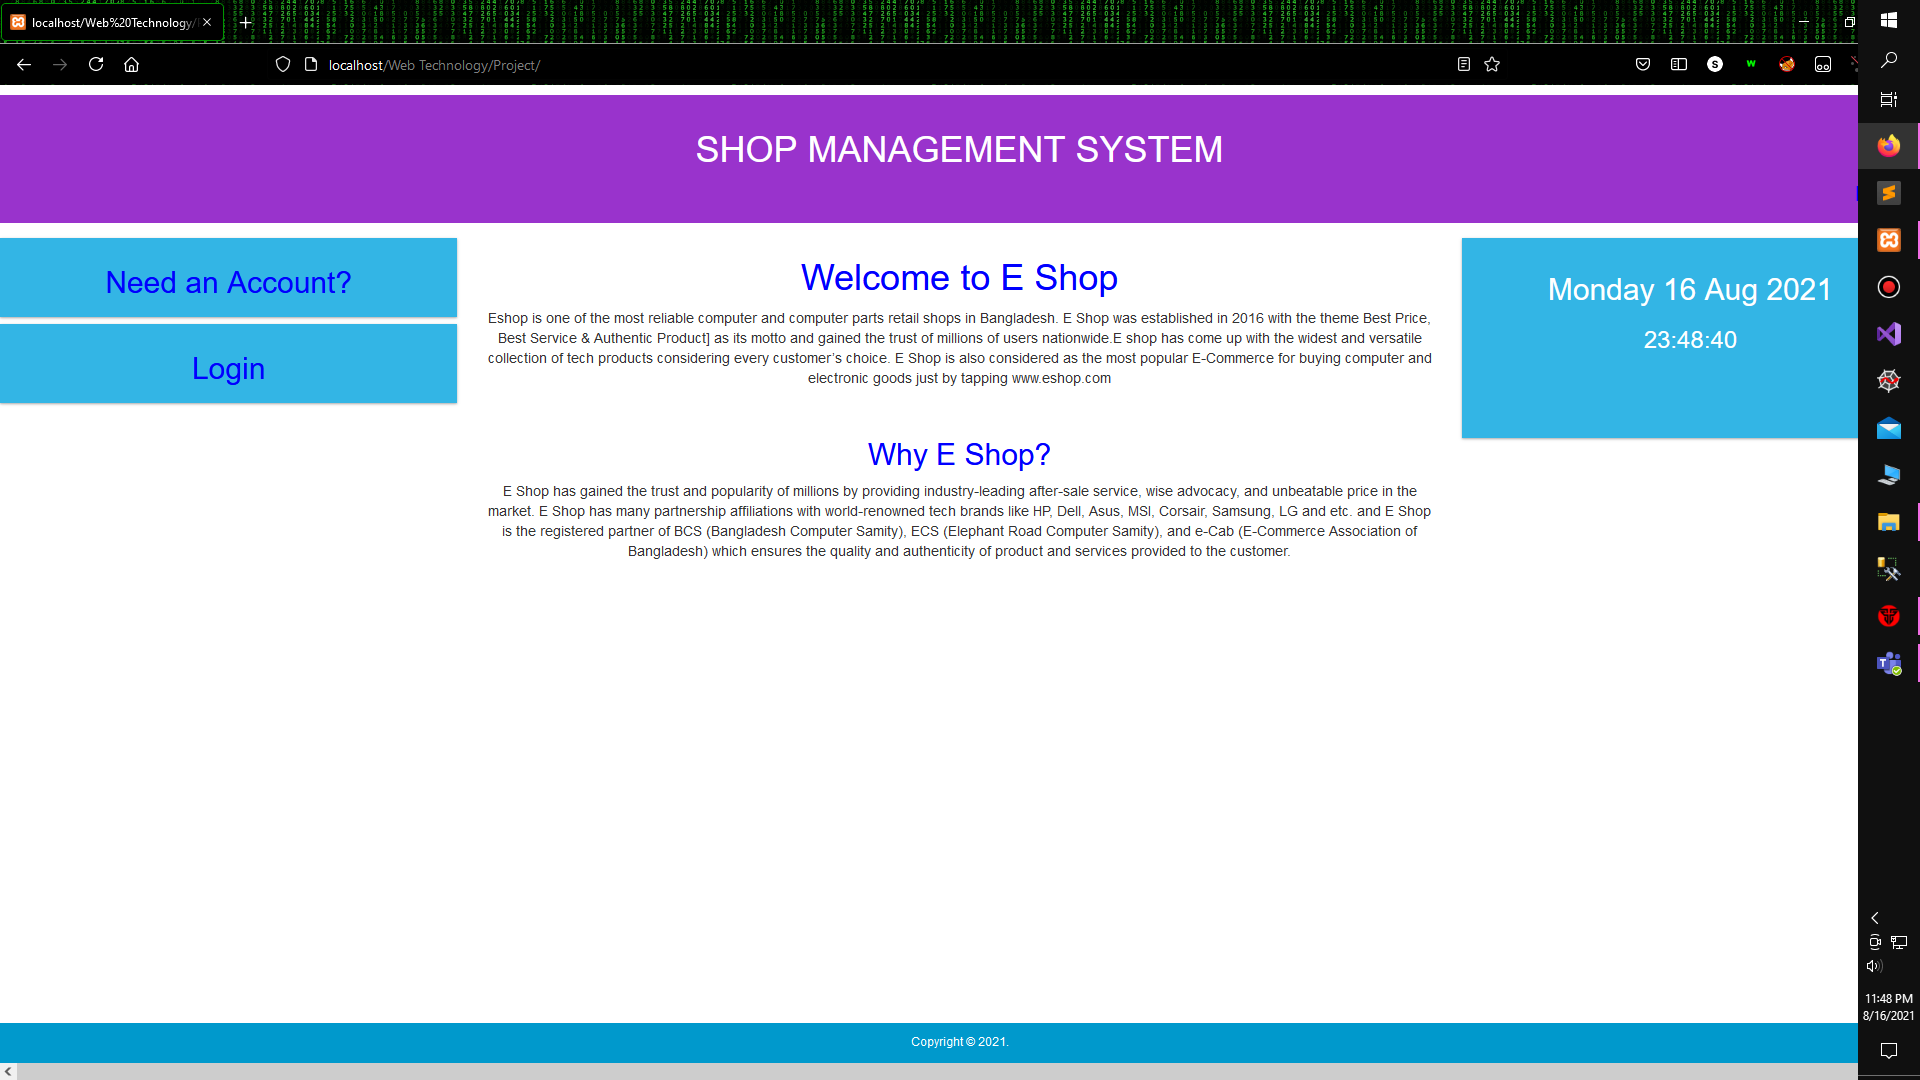 localhost/Web%20Technology/
localhost/Web Technology/Project/
SHOP MANAGEMENT SYSTEM
Need an Account?
Login
Welcome to E Shop
Eshop is one of the most reliable computer and computer parts retail shops in Bangladesh. E Shop was established in 2016 with the theme Best Price,
Best Service & Authentic Product] as its motto and gained the trust of millions of users nationwide.E shop has come up with the widest and versatile
collection of tech products considering every customer’s choice. E Shop is also considered as the most popular E-Commerce for buying computer and
electronic goods just by tapping www.eshop.com
Why E Shop?
E Shop has gained the trust and popularity of millions by providing industry-leading after-sale service, wise advocacy, and unbeatable price in the
market. E Shop has many partnership affiliations with world-renowned tech brands like HP, Dell, Asus, MSI, Corsair, Samsung, LG and etc. and E Shop
is the registered partner of BCS (Bangladesh Computer Samity), ECS (Elephant Road Computer Samity), and e-Cab (E-Commerce Association of
Bangladesh) which ensures the quality and authenticity of product and services provided to the customer.
Monday 16 Aug 2021
23:48:40
Copyright © 2021.
11:48 PM
8/16/2021